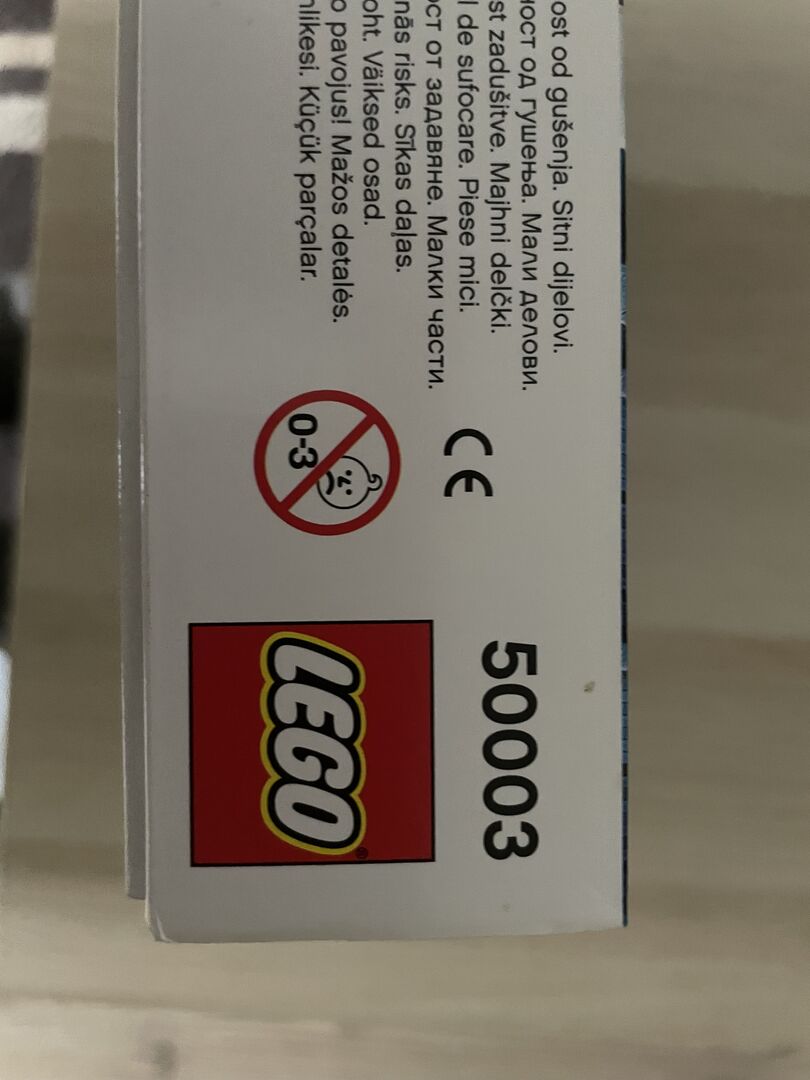 ost od gušenja. Sitni dijelovi.
ност од гушења. Мали делови.
st zadušitve. Majhni delčki.
l de sufocare. Piese mici.
ост от задавяне. Малки части.
nās risks. Sīkas daļas.
oht. Väiksed osad.
o pavojus! Mažos detalės.
nlikesi. Küçük parçalar.
CE
0-3
50003
LEGO®